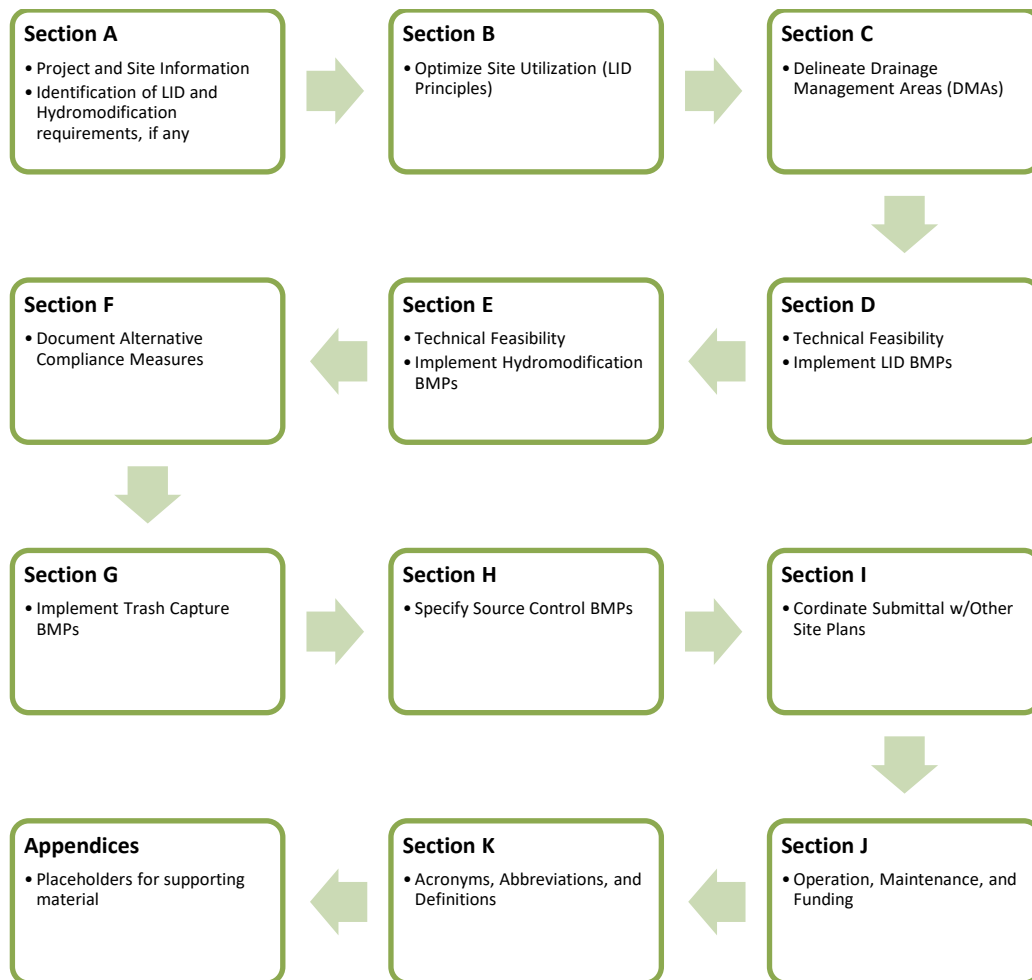 Section A
• Project and Site Information
• Identification of LID and
Hydromodification
requirements, if any
Section B
• Optimize Site Utilization (LID
Principles)
Section C
• Delineate Drainage
Management Areas (DMAs)
Section D
• Technical Feasibility
• Implement LID BMPs
Section E
• Technical Feasibility
• Implement Hydromodification
BMPs
Section F
• Document Alternative
Compliance Measures
Section G
• Implement Trash Capture
BMPs
Section H
• Specify Source Control BMPs
Section I
• Cordinate Submittal w/Other
Site Plans
Section J
• Operation, Maintenance, and
Funding
Section K
• Acronyms, Abbreviations, and
Definitions
Appendices
• Placeholders for supporting
material